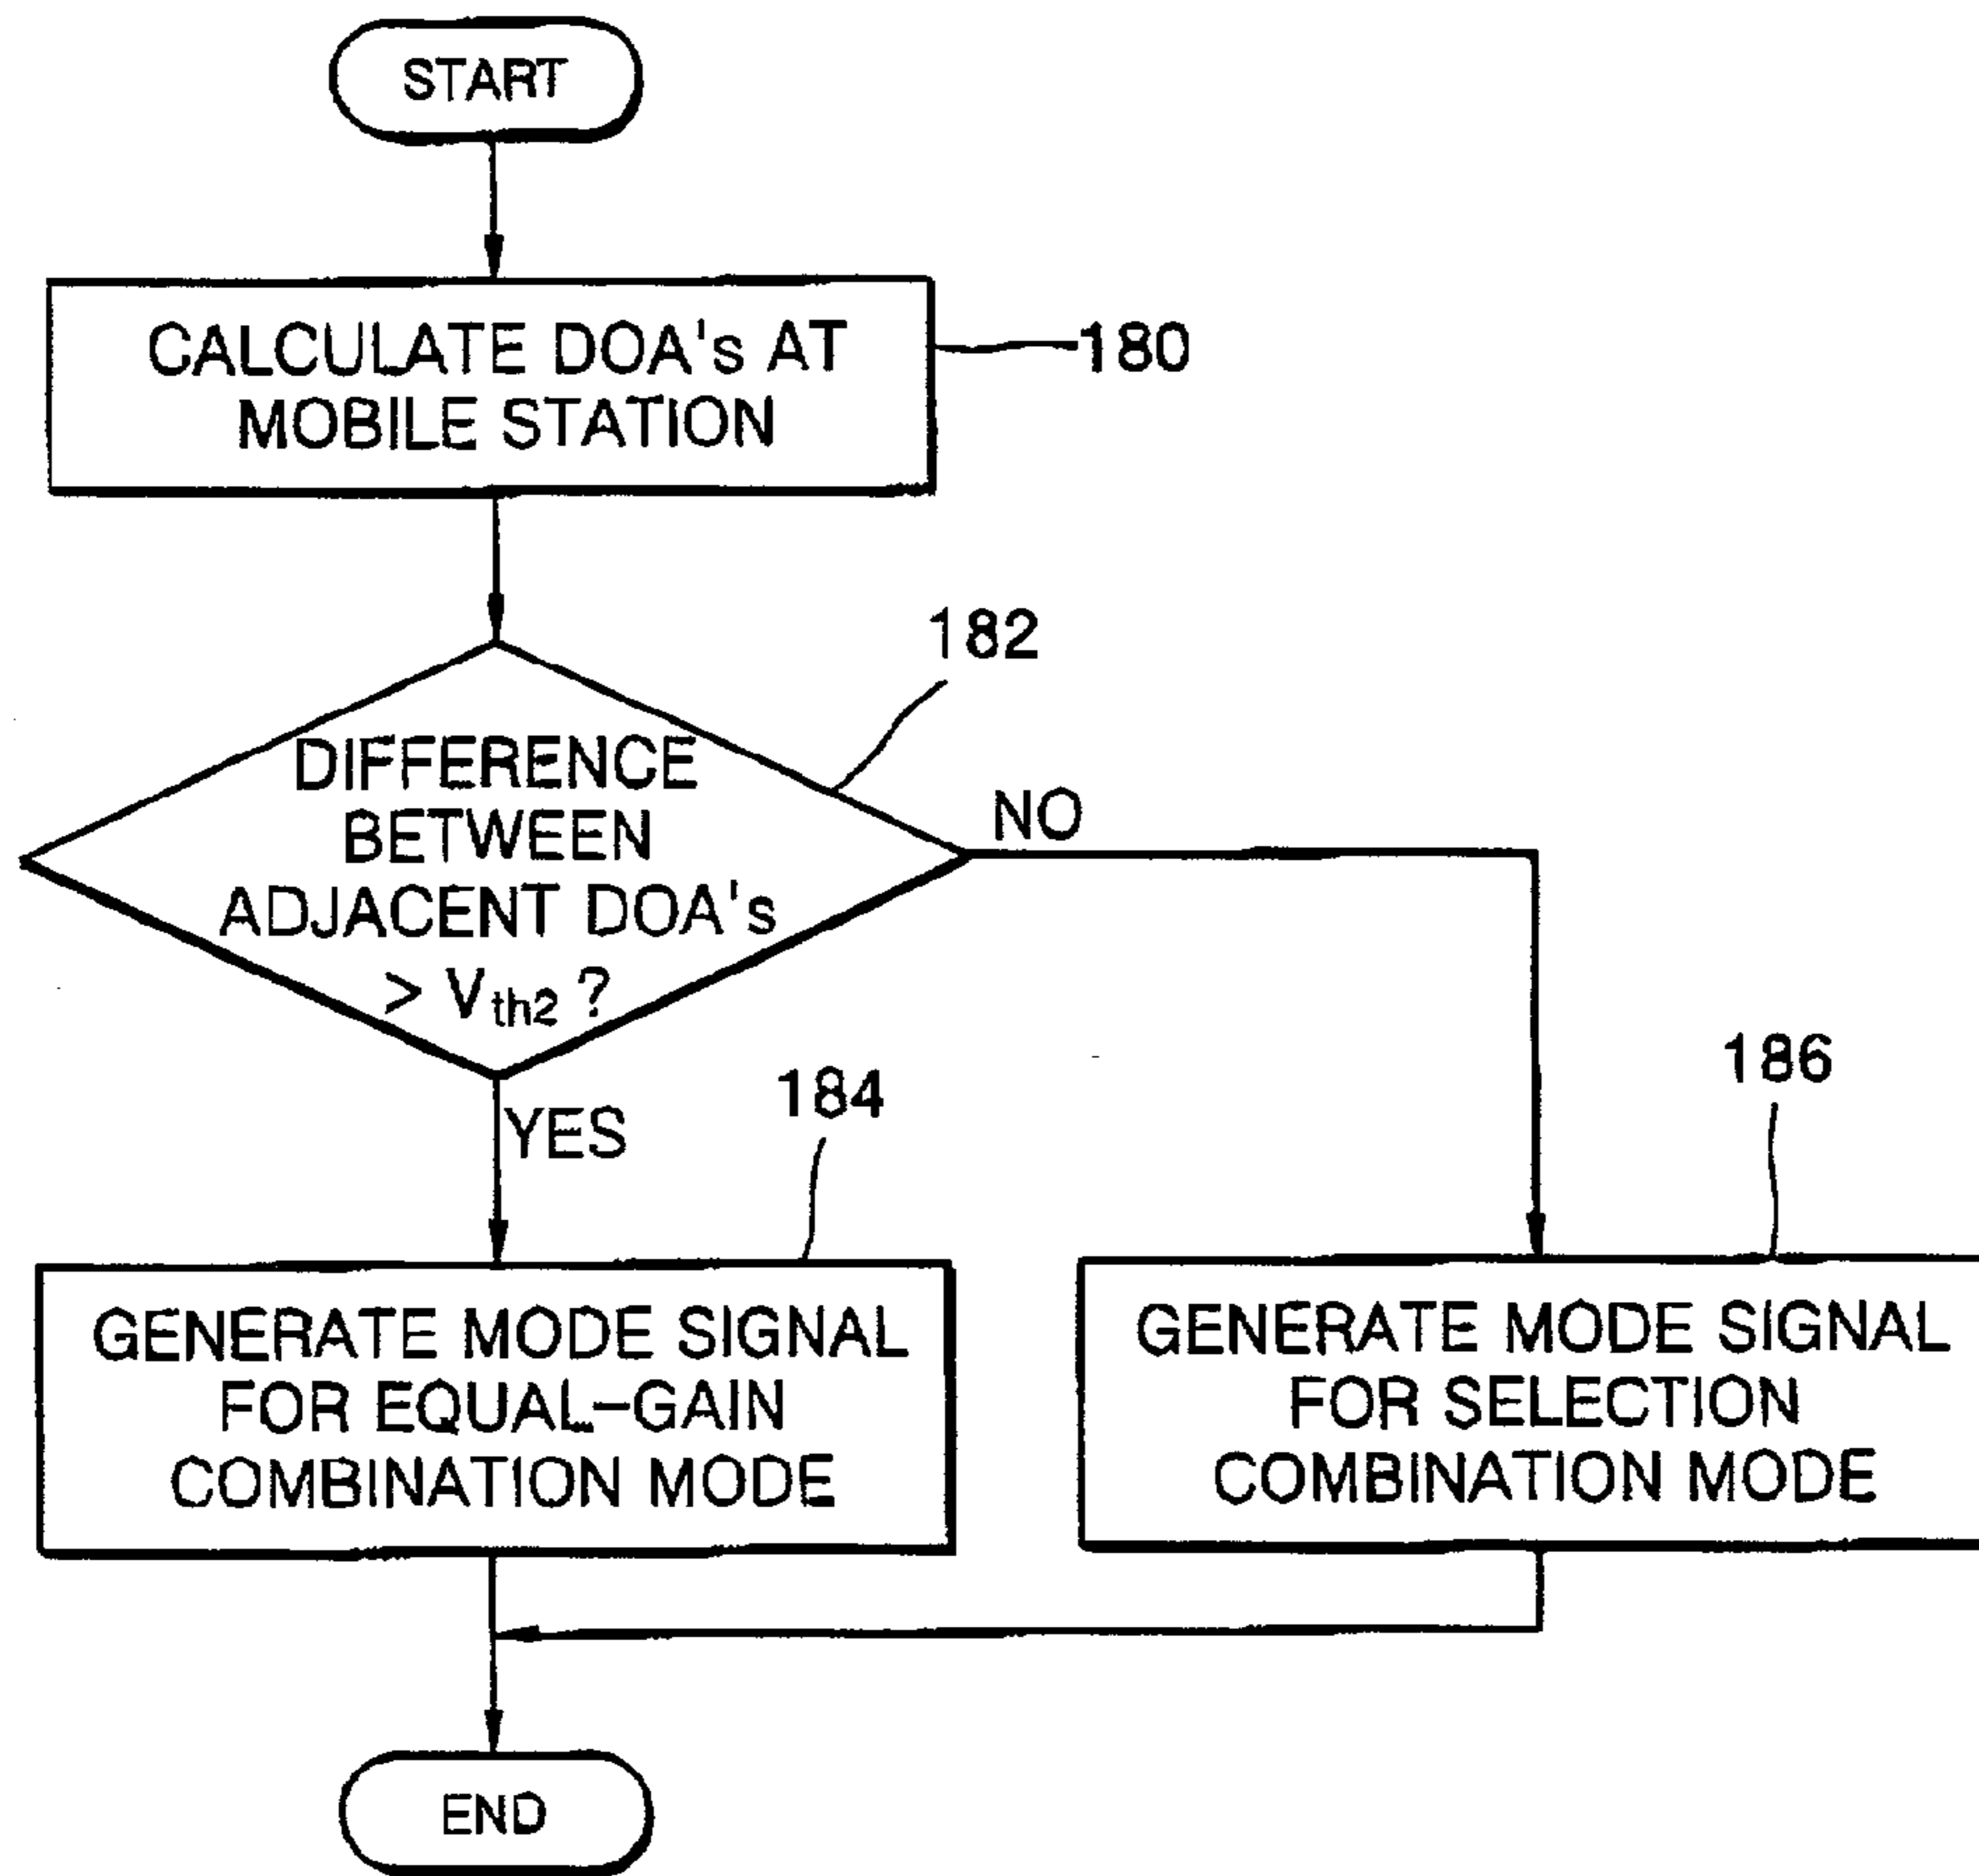 START
CALCULATE DOA's AT
MOBILE STATION
180
182
DIFFERENCE
BETWEEN
ADJACENT DOA's
> Vth2 ?
NO
YES
184
186
GENERATE MODE SIGNAL
FOR EQUAL-GAIN
COMBINATION MODE
GENERATE MODE SIGNAL
FOR SELECTION
COMBINATION MODE
END